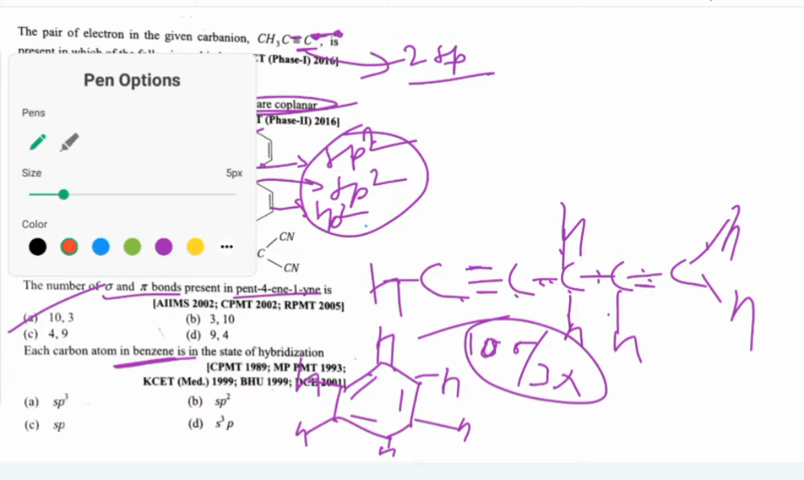 The pair of electron in the given carbanion, CH₃C≡C⁻, is
present in which of the
T (Phase-I) 2016]
2 sp
Pen Options
are coplanar
T (Phase-II) 2016]
Pens
sp²
Size 5px
sp²
sp²
Color
CN
C
CN
The number of σ and π bonds present in pent-4-ene-1-yne is
[AIIMS 2002; CPMT 2002; RPMT 2005]
(a) 10, 3 (b) 3, 10
(c) 4, 9 (d) 9, 4
H C ≡ C - C - C = C H
H
H H H
10 σ / 3 π
Each carbon atom in benzene is in the state of hybridization
[CPMT 1989; MP PMT 1993;
KCET (Med.) 1999; BHU 1999; DCE 2001]
(a) sp³ (b) sp²
(c) sp (d) s³p
H
H H
H H
H